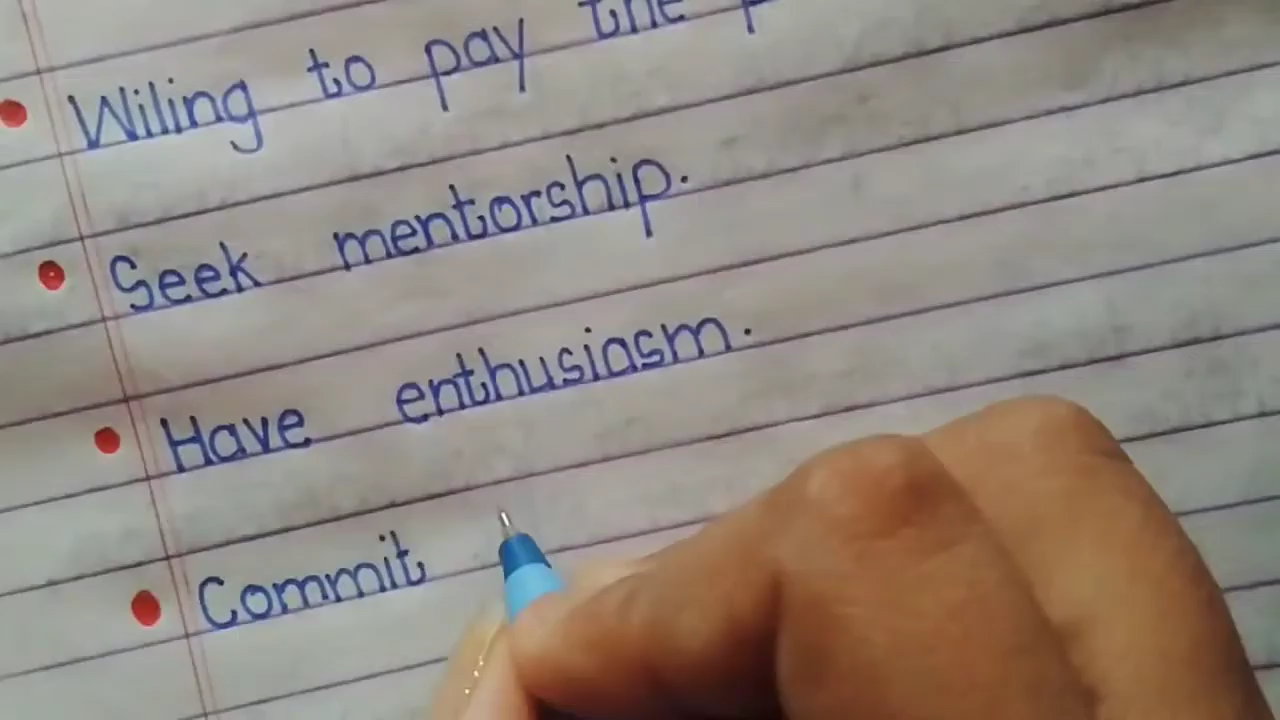 Wiling to pay the
Seek mentorship.
Have enthusiasm.
Commit